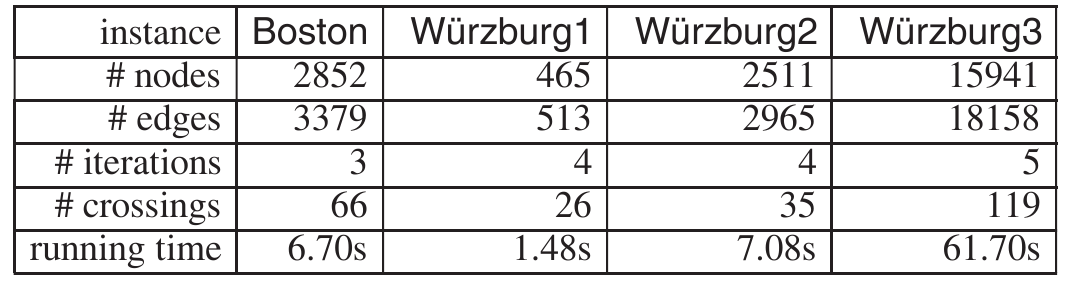 instance Boston Würzburg1 Würzburg2 Würzburg3
# nodes 2852 465 2511 15941
# edges 3379 513 2965 18158
# iterations 3 4 4 5
# crossings 66 26 35 119
running time 6.70s 1.48s 7.08s 61.70s